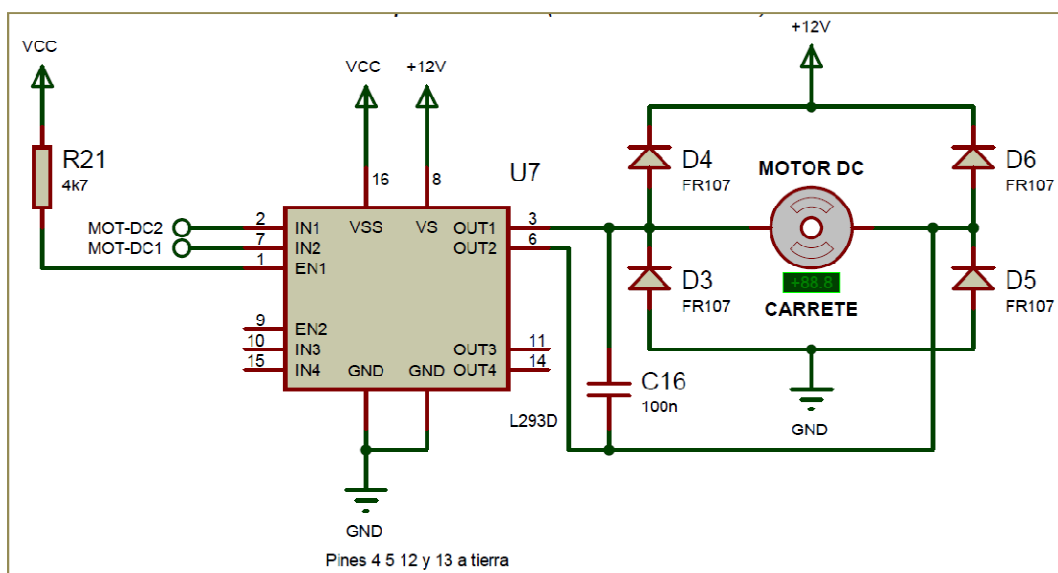 VCC
R21
4k7
MOT-DC2
MOT-DC1
VCC
+12V
16
8
U7
2
7
1
IN1
IN2
EN1
VSS
VS
OUT1
OUT2
3
6
9
10
15
EN2
IN3
IN4
OUT3
OUT4
11
14
GND
GND
L293D
GND
Pines 4 5 12 y 13 a tierra
C16
100n
+12V
D4
FR107
D6
FR107
MOTOR DC
+88.8
CARRETE
D3
FR107
D5
FR107
GND